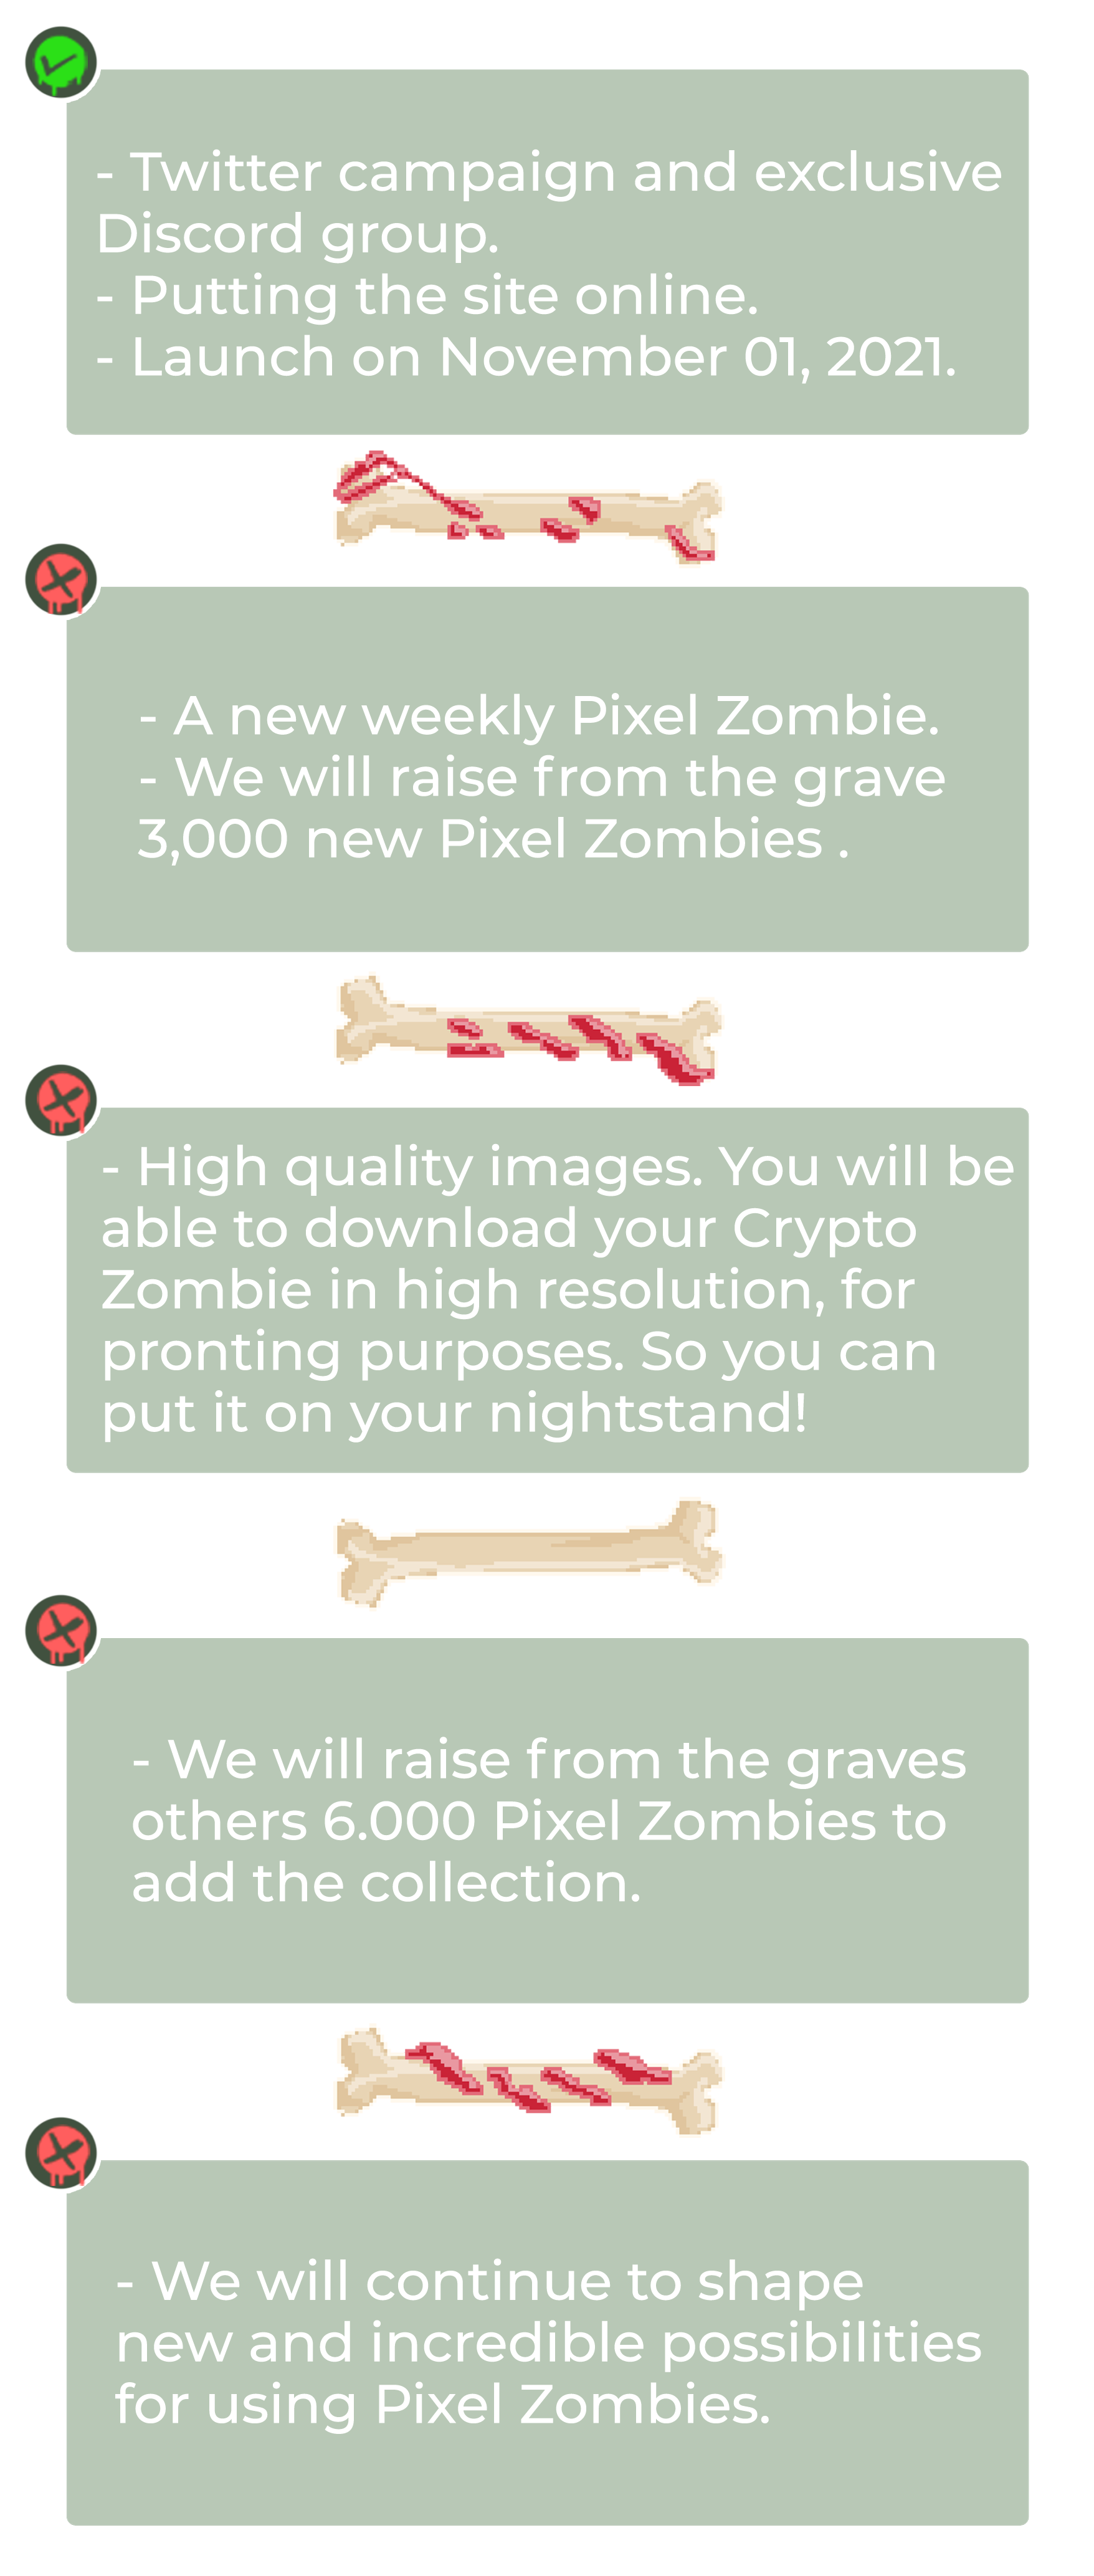 - Twitter campaign and exclusive
Discord group.
- Putting the site online.
- Launch on November 01, 2021.
- A new weekly Pixel Zombie.
- We will raise from the grave
3,000 new Pixel Zombies .
- High quality images. You will be
able to download your Crypto
Zombie in high resolution, for
pronting purposes. So you can
put it on your nightstand!
- We will raise from the graves
others 6.000 Pixel Zombies to
add the collection.
- We will continue to shape
new and incredible possibilities
for using Pixel Zombies.